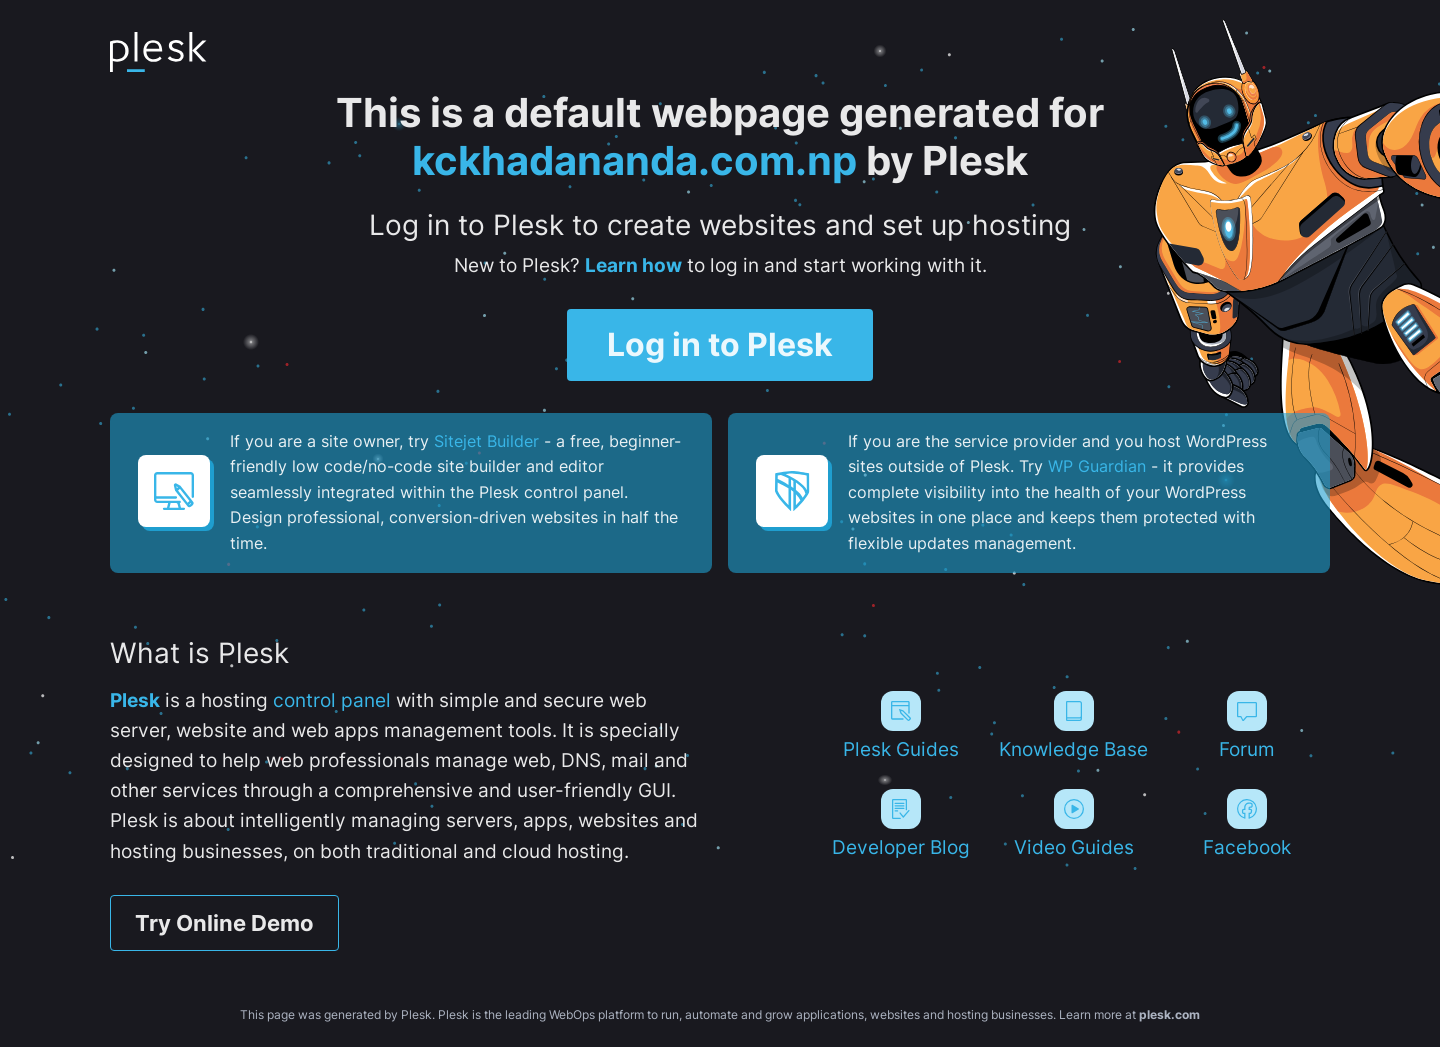 plesk
This is a default webpage generated for
kckhadananda.com.np by Plesk
Log in to Plesk to create websites and set up hosting
New to Plesk? Learn how to log in and start working with it.
Log in to Plesk
If you are a site owner, try Sitejet Builder - a free, beginner-
friendly low code/no-code site builder and editor
seamlessly integrated within the Plesk control panel.
Design professional, conversion-driven websites in half the
time.
If you are the service provider and you host WordPress
sites outside of Plesk. Try WP Guardian - it provides
complete visibility into the health of your WordPress
websites in one place and keeps them protected with
flexible updates management.
What is Plesk
Plesk is a hosting control panel with simple and secure web
server, website and web apps management tools. It is specially
designed to help web professionals manage web, DNS, mail and
other services through a comprehensive and user-friendly GUI.
Plesk is about intelligently managing servers, apps, websites and
hosting businesses, on both traditional and cloud hosting.
Try Online Demo
Plesk Guides
Knowledge Base
Forum
Developer Blog
Video Guides
Facebook
This page was generated by Plesk. Plesk is the leading WebOps platform to run, automate and grow applications, websites and hosting businesses. Learn more at plesk.com